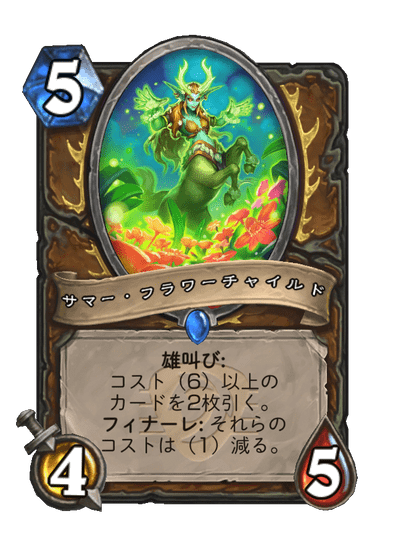 5
サマー・フラワーチャイルド
雄叫び:
コスト（6）以上の
カードを2枚引く。
フィナーレ: それらの
コストは（1）減る。
4
5